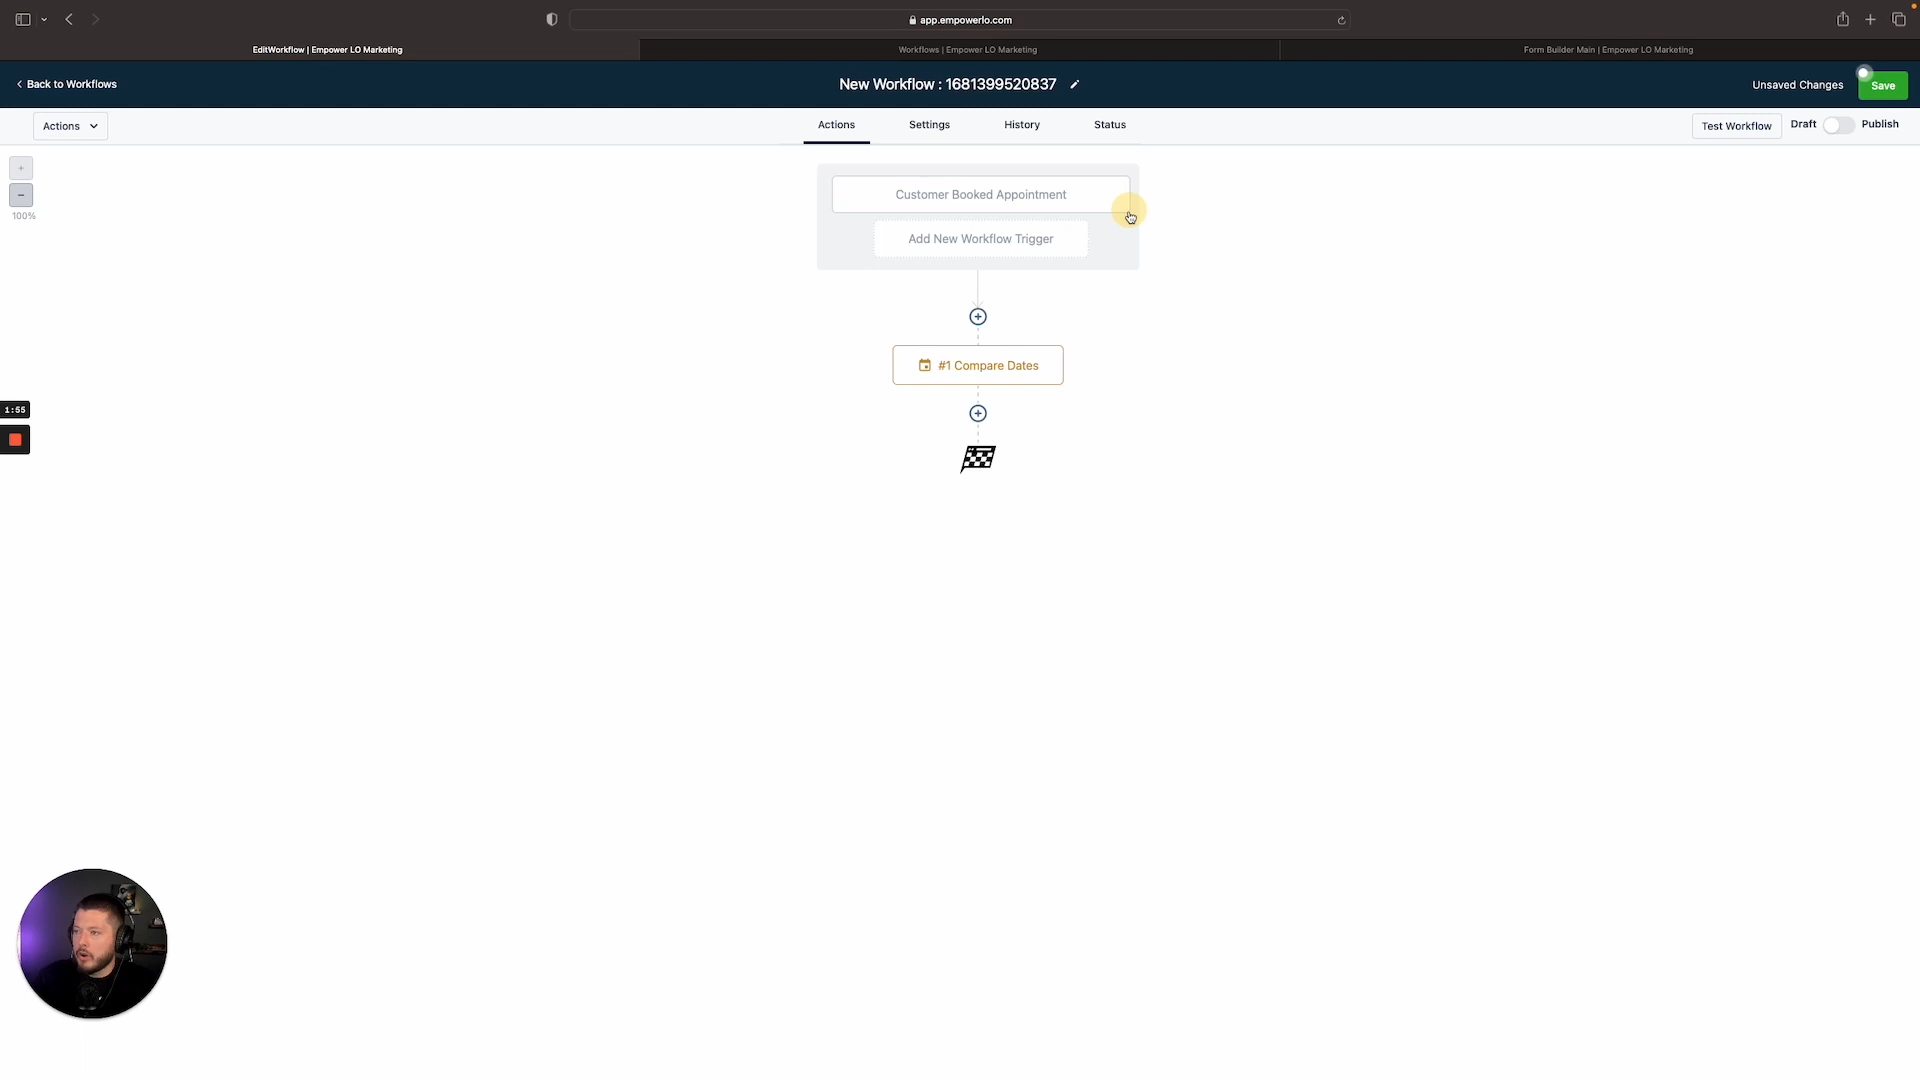 app.empowerlo.com
EditWorkflow | Empower LO Marketing
Workflows | Empower LO Marketing
Form Builder Main | Empower LO Marketing
Back to Workflows
New Workflow : 1681399520837
Unsaved Changes
Save
Actions
Actions
Settings
History
Status
Test Workflow
Draft
Publish
100%
Customer Booked Appointment
Add New Workflow Trigger
#1 Compare Dates
1:55